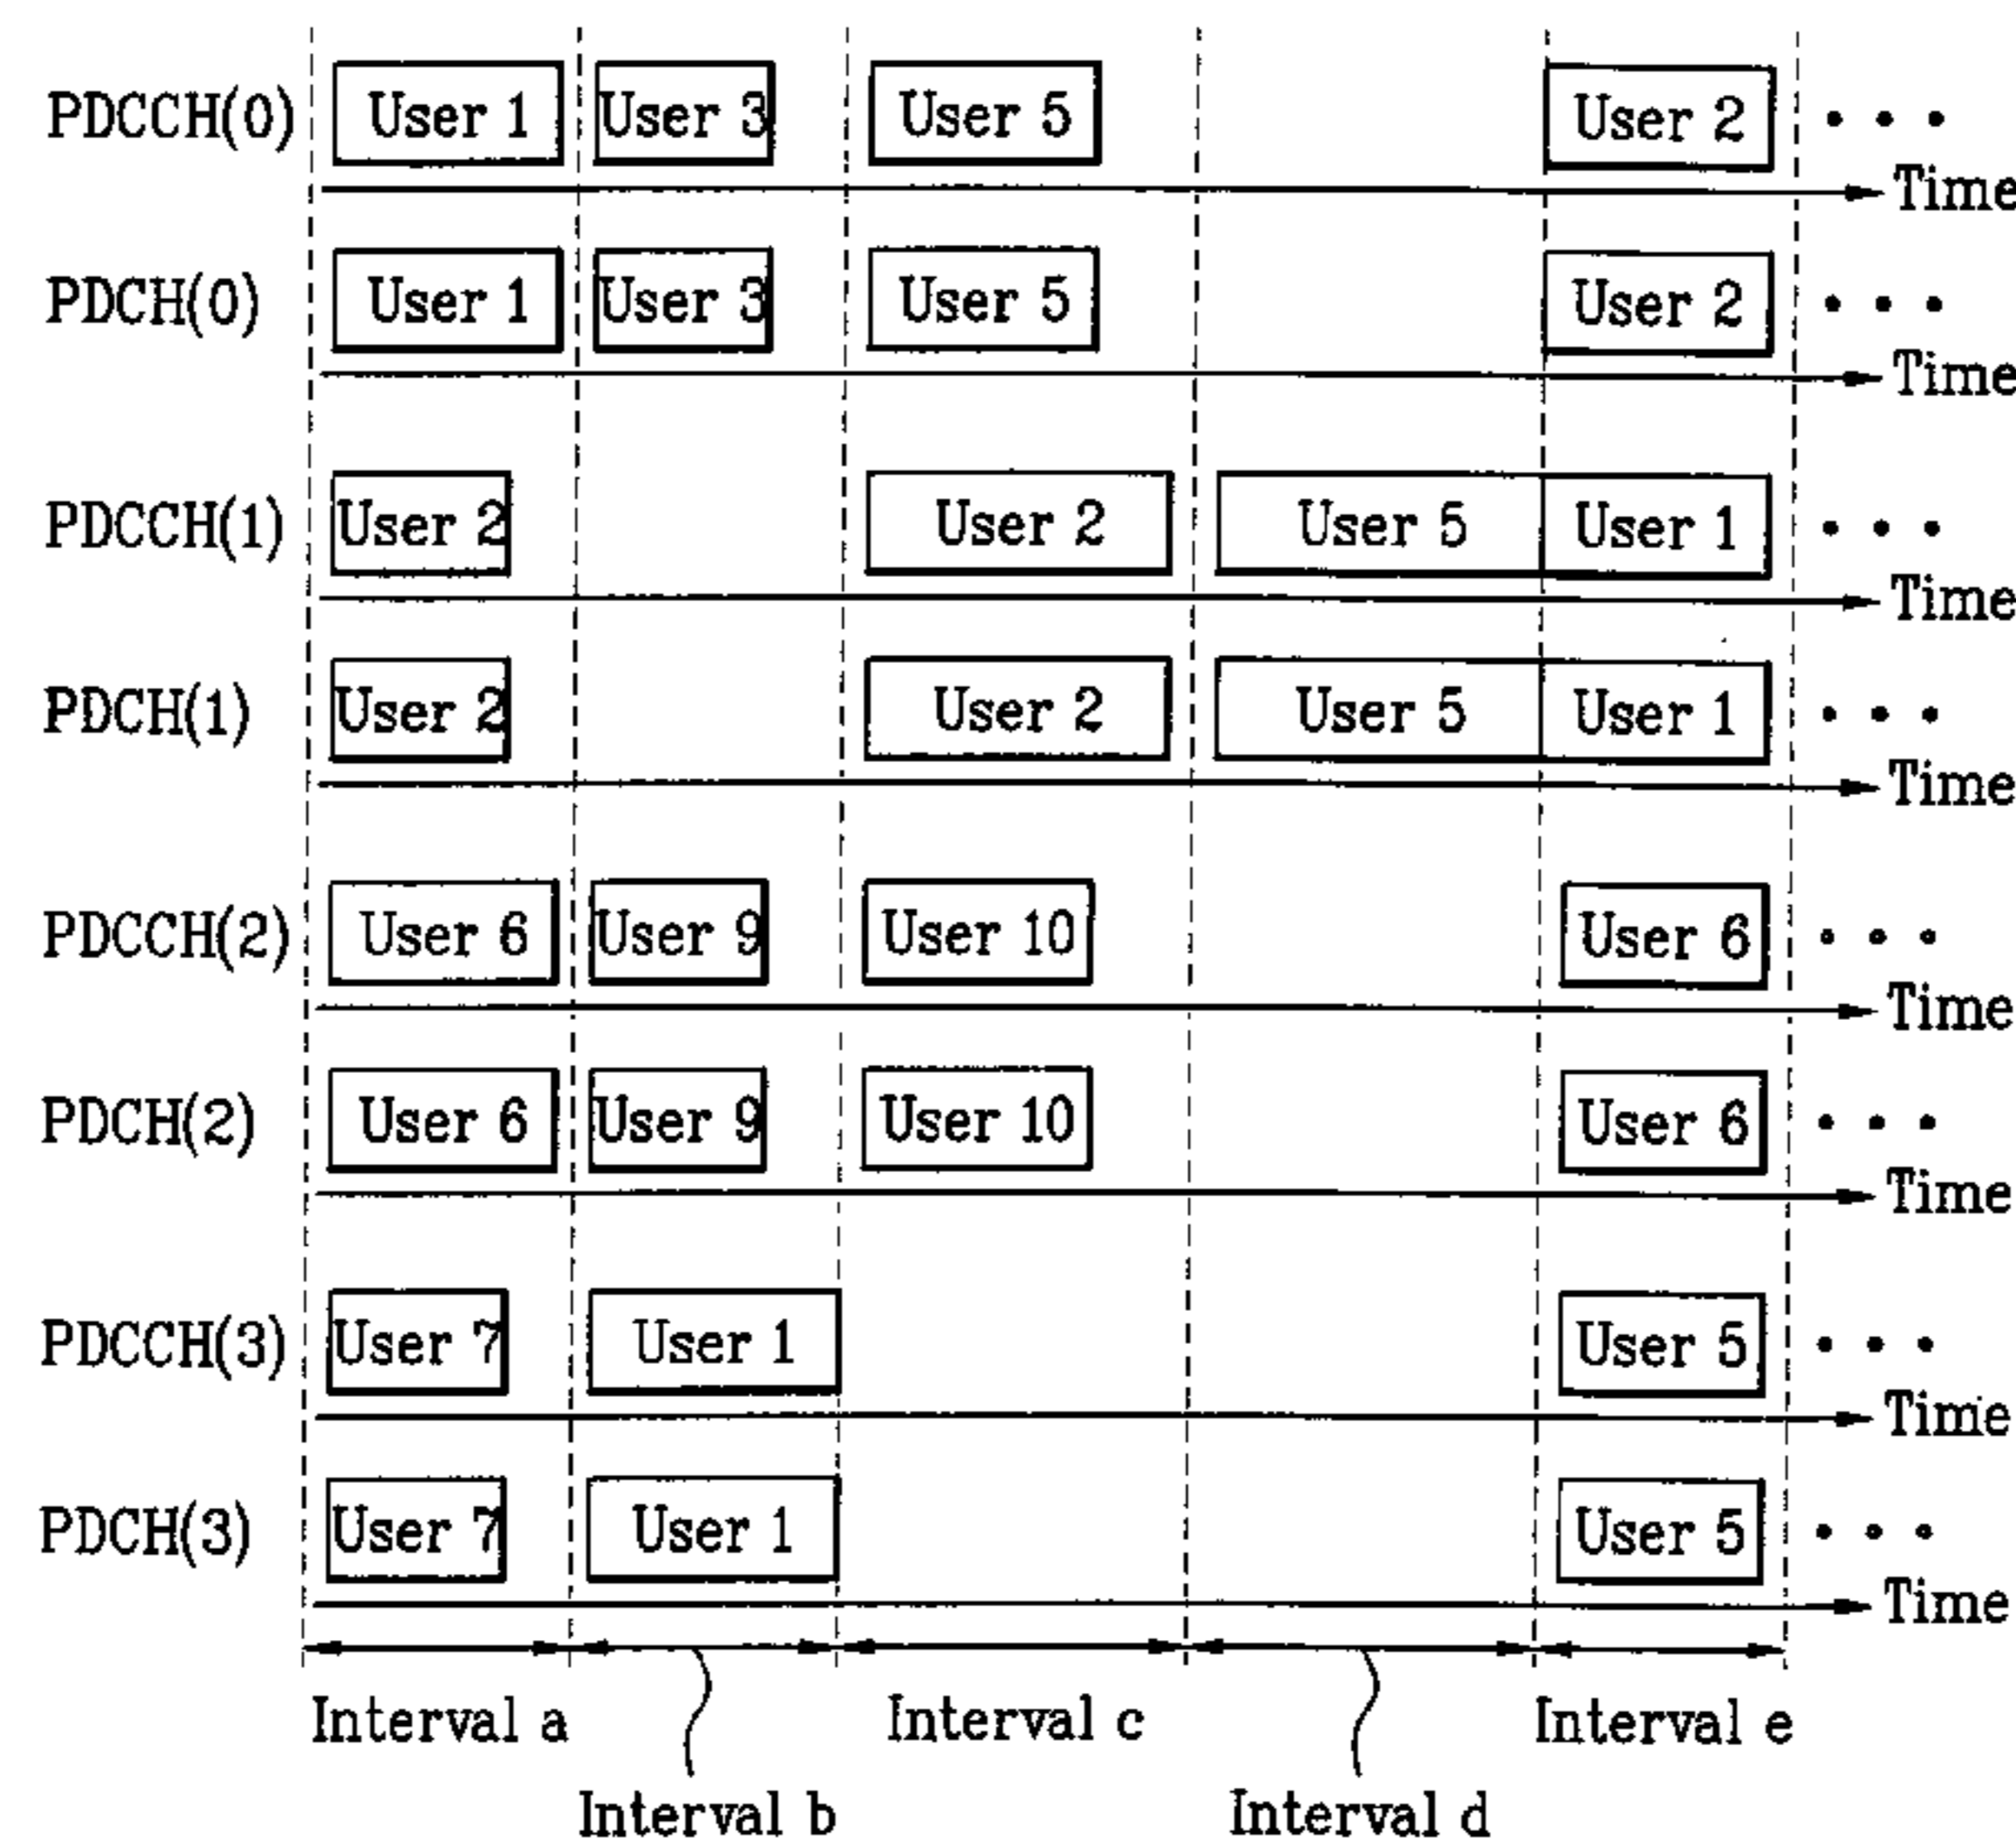 PDCCH(0) User 1 User 3 User 5 User 2 • • •
Time
PDCH(0) User 1 User 3 User 5 User 2 • • •
Time
PDCCH(1) User 2 User 2 User 5 User 1 • • •
Time
PDCH(1) User 2 User 2 User 5 User 1 • • •
Time
PDCCH(2) User 6 User 9 User 10 User 6 • • •
Time
PDCH(2) User 6 User 9 User 10 User 6 • • •
Time
PDCCH(3) User 7 User 1 User 5 • • •
Time
PDCH(3) User 7 User 1 User 5 • • •
Time
Interval a Interval c Interval e
Interval b Interval d